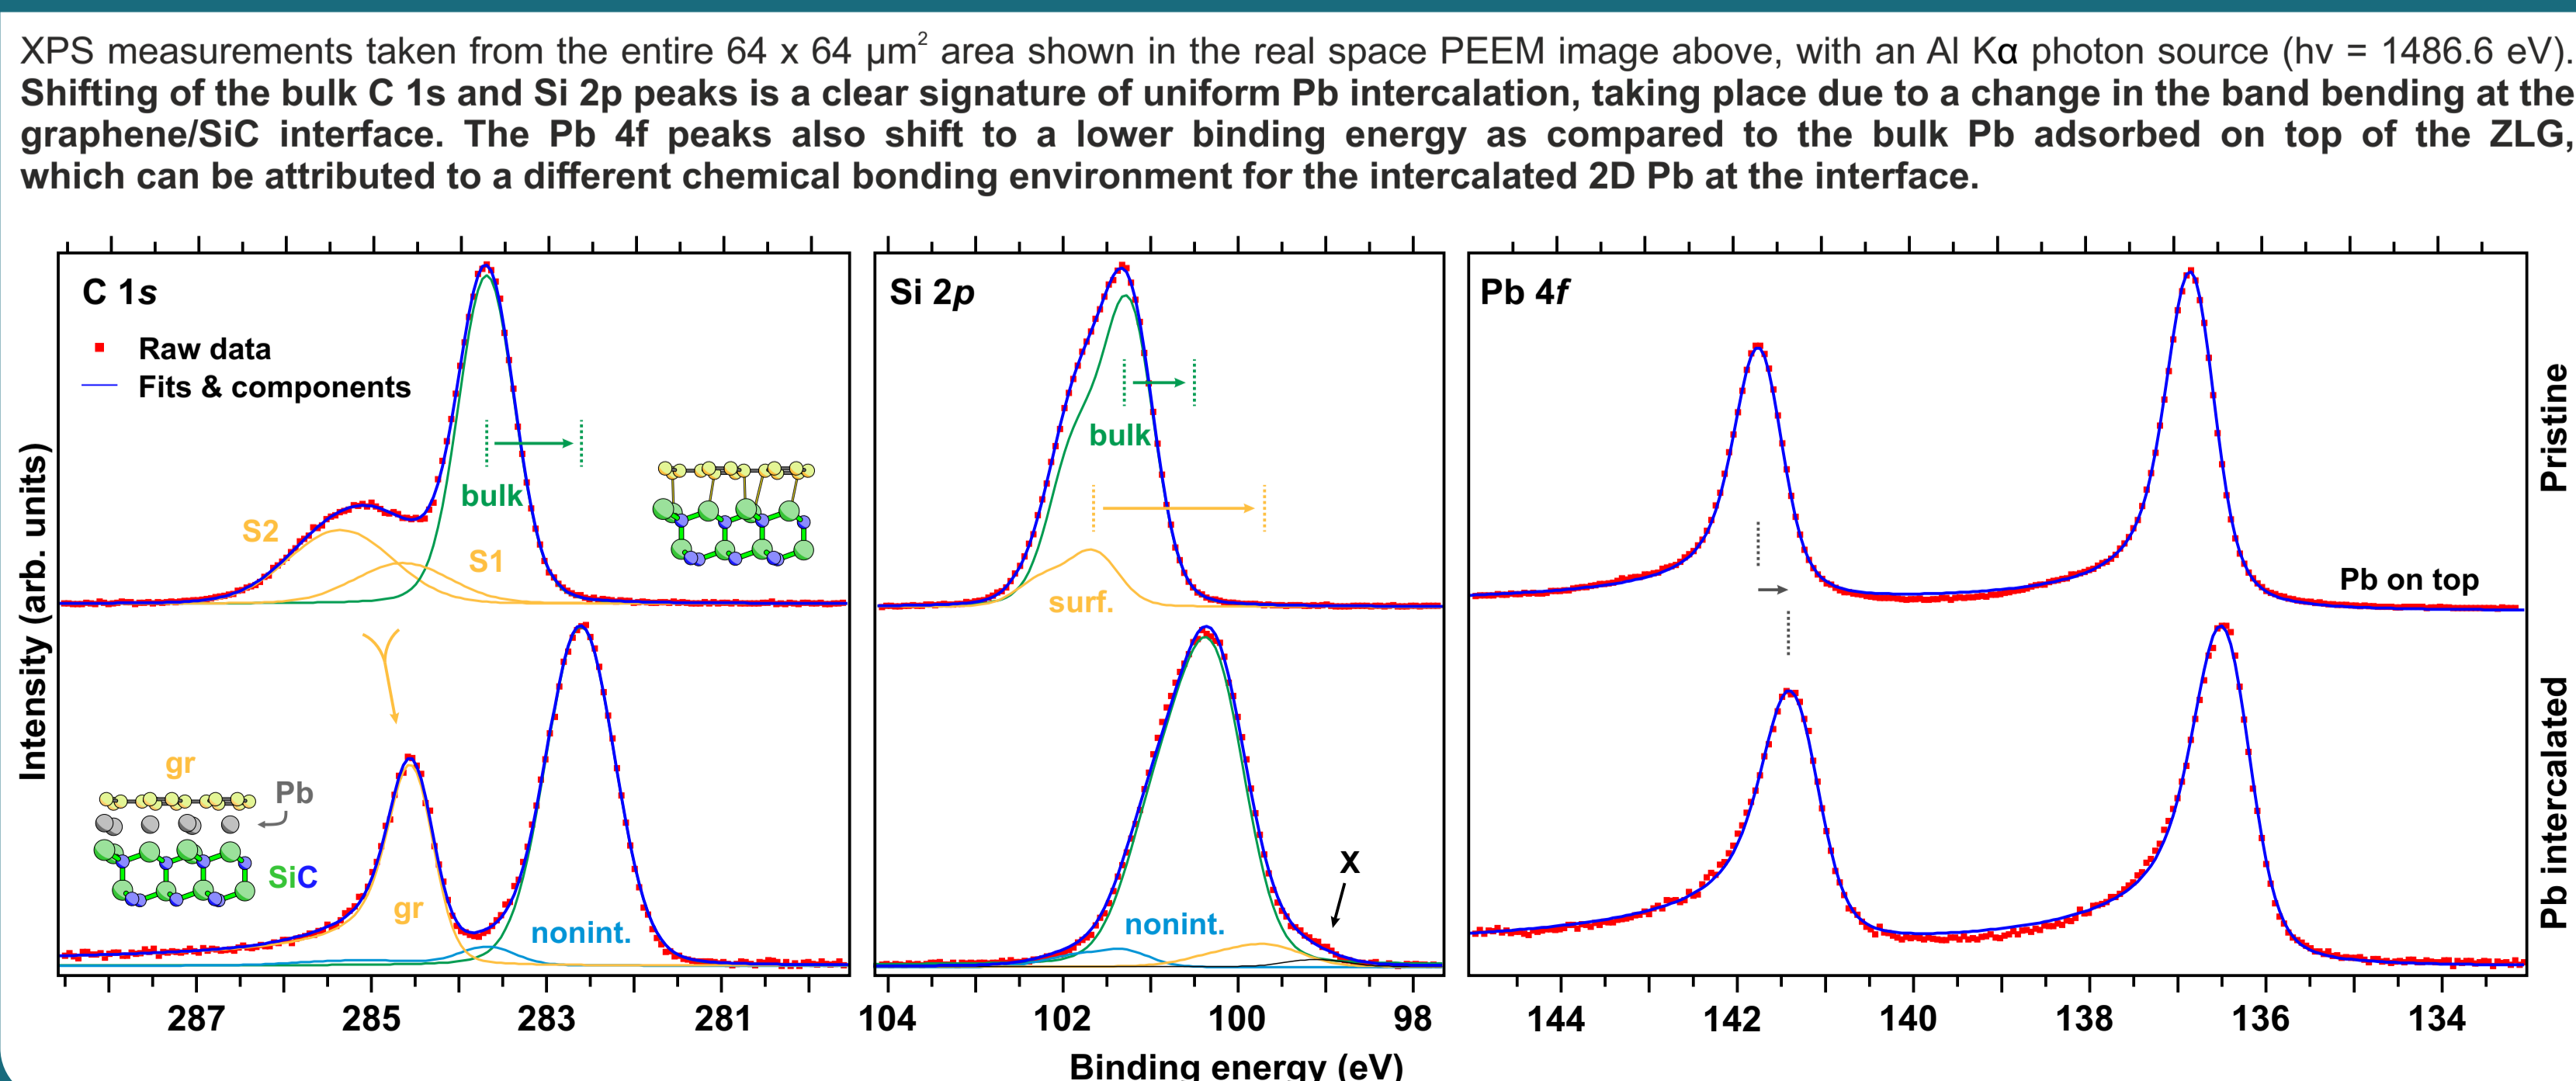 XPS measurements taken from the entire 64 x 64 µm² area shown in the real space PEEM image above, with an Al Kα photon source (hv = 1486.6 eV).
Shifting of the bulk C 1s and Si 2p peaks is a clear signature of uniform Pb intercalation, taking place due to a change in the band bending at the
graphene/SiC interface. The Pb 4f peaks also shift to a lower binding energy as compared to the bulk Pb adsorbed on top of the ZLG,
which can be attributed to a different chemical bonding environment for the intercalated 2D Pb at the interface.
Intensity (arb. units)
C 1s
Raw data
Fits & components
bulk
S2
S1
gr
Pb
SiC
gr
nonint.
287 285 283 281
Si 2p
bulk
surf.
X
nonint.
104 102 100 98
Pb 4f
Pb on top
144 142 140 138 136 134
Pristine
Pb intercalated
Binding energy (eV)